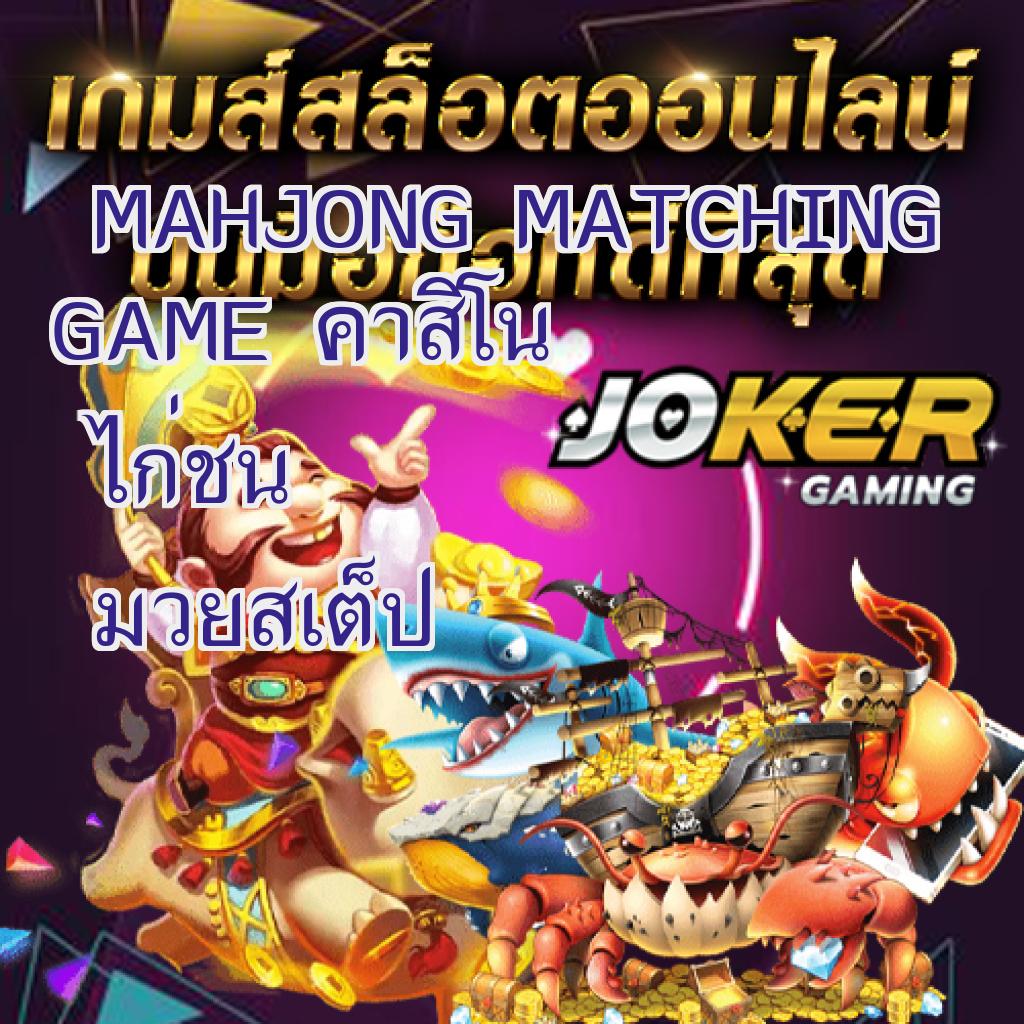 เกมส์สล็อตออนไลน์
MAHJONG MATCHING
GAME คาสิโน
JOKER
GAMING
ไก่ชน
มวยสเต็ป